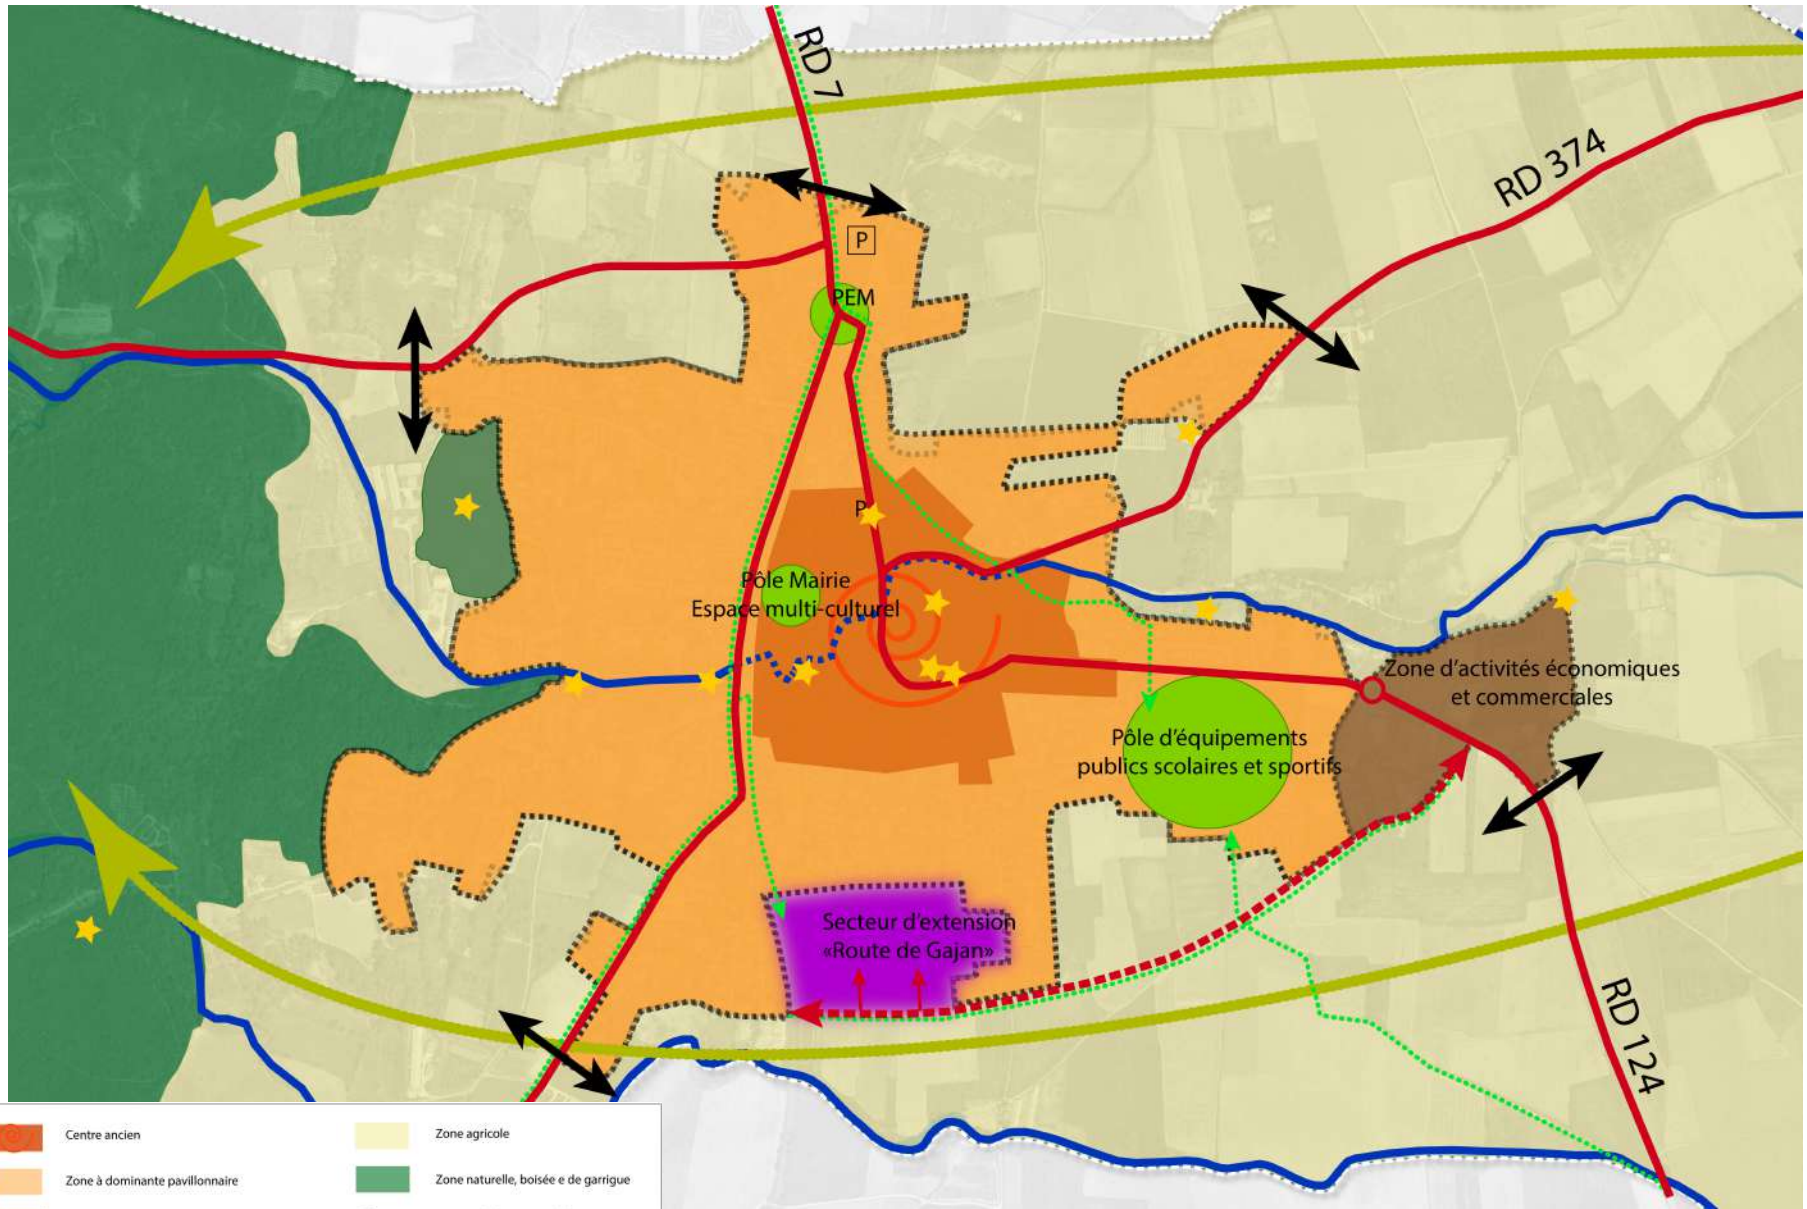 RD 7
RD 374
P
PEM
P
Pôle Mairie
Espace multi-culturel
Zone d'activités économiques
et commerciales
Pôle d'équipements
publics scolaires et sportifs
Secteur d'extension
«Route de Gajan»
RD 124
Centre ancien
Zone agricole
Zone à dominante pavillonnaire
Zone naturelle, boisée e de garrigue